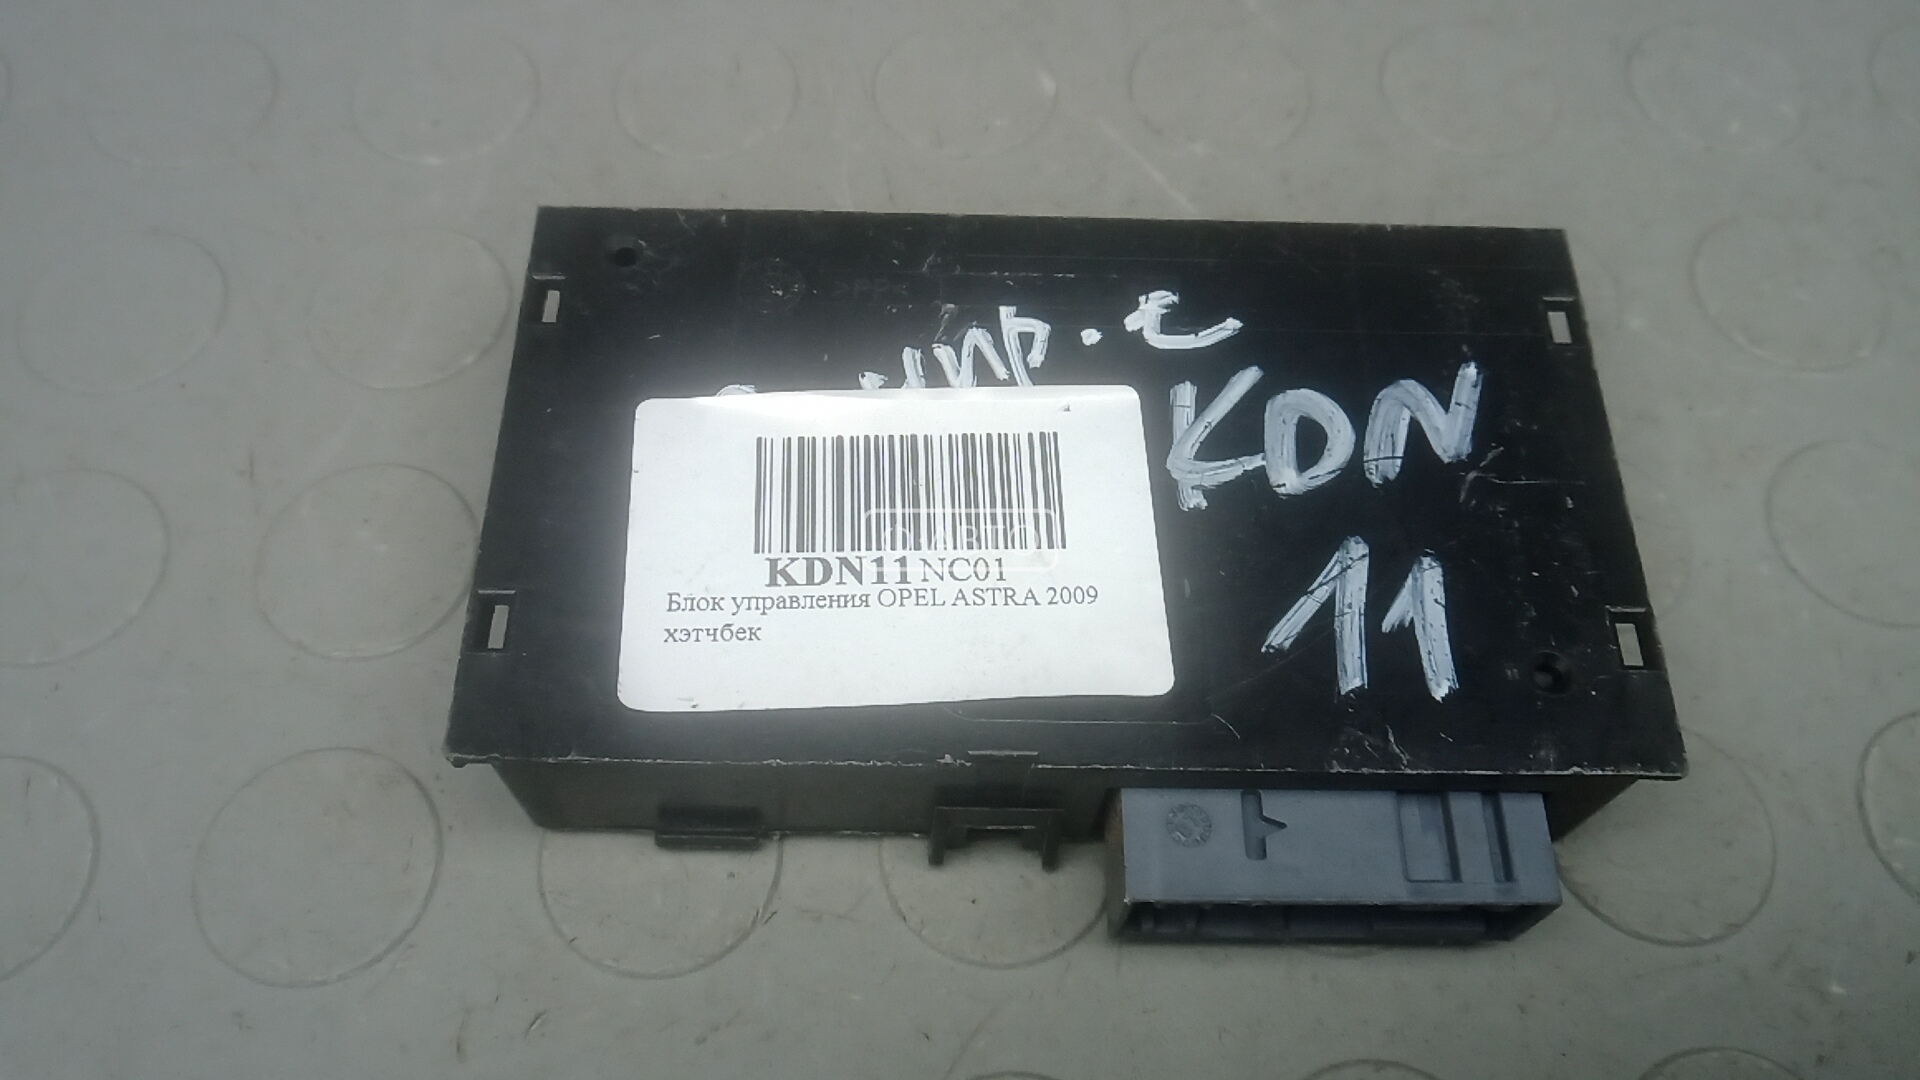 KDN
11
KDN11 NC01
Блок управления OPEL ASTRA 2009
хэтчбек